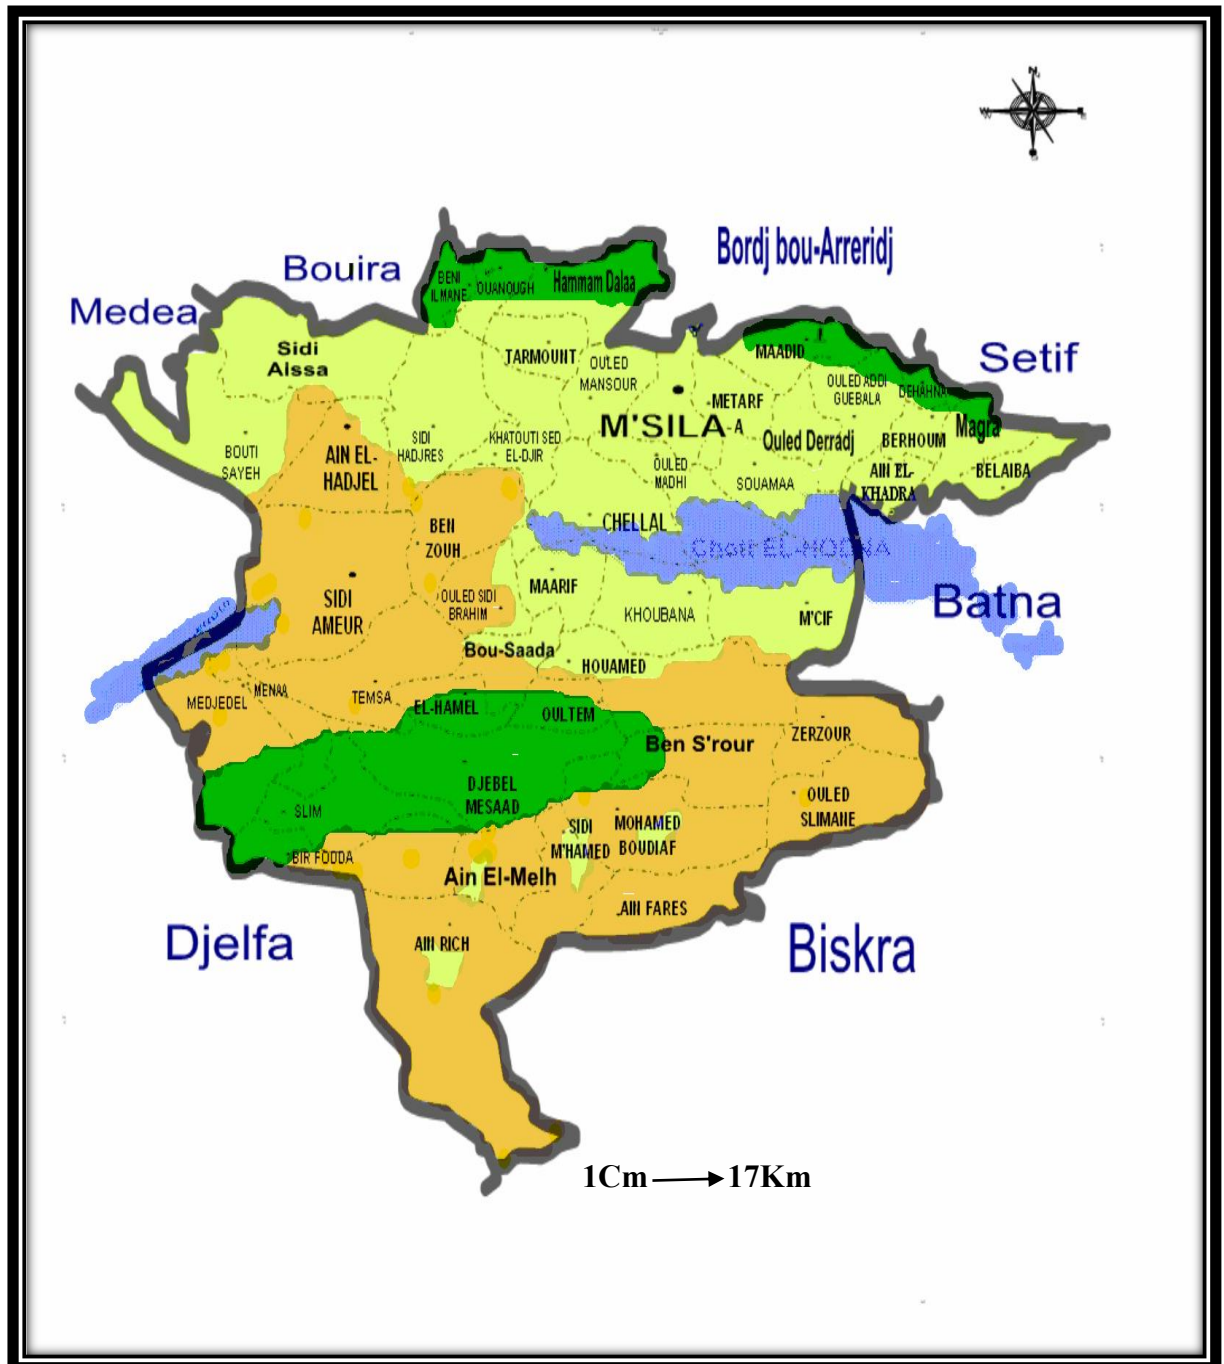 N
W
E
S
Bordj bou-Arreridj
Bouira
Medea
Setif
BENI
ILMANE
OUANOUGH
Hammam Dalaa
Sidi
Aissa
TARMOUNT
OULED
MANSOUR
MAADID
OULED ADDI
GUEBALA
DEHAHNA
METARF
A
M'SILA
Magra
BOUTI
SAYEH
AIN EL-
HADJEL
SIDI
HADJRES
KHATOUTI SED
EL-DJIR
Ouled Derradj
BERHOUM
OULED
MADHI
SOUAMAA
AIN EL-
KHADRA
BELAIBA
BEN
ZOUH
CHELLAL
Chott EL-HODNA
SIDI
AMEUR
OULED SIDI
BRAHIM
MAARIF
KHOUBANA
M'CIF
Batna
Bou-Saada
HOUAMED
MEDJEDEL
MENAA
TEMSA
EL-HAMEL
OULTEM
Ben S'rour
ZERZOUR
SLIM
DJEBEL
MESAAD
OULED
SLIMANE
BIR FODDA
SIDI
M'HAMED
MOHAMED
BOUDIAF
Ain El-Melh
AIN FARES
AIN RICH
Djelfa
Biskra
1Cm 17Km